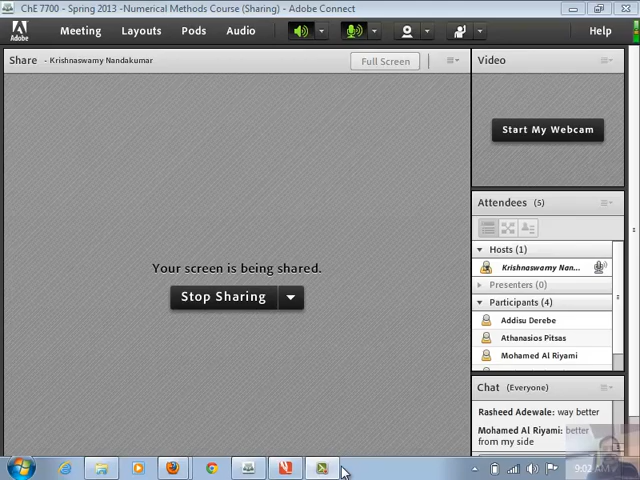 ChE 7700 - Spring 2013 -Numerical Methods Course (Sharing) - Adobe Connect
Adobe
Meeting Layouts Pods Audio Help
Share - Krishnaswamy Nandakumar
Full Screen
Video
Start My Webcam
Attendees (5)
Hosts (1)
Krishnaswamy Nan...
Presenters (0)
Participants (4)
Addisu Derebe
Athanasios Pitsas
Mohamed Al Riyami
Your screen is being shared.
Stop Sharing
Chat (Everyone)
Rasheed Adewale: way better
Mohamed Al Riyami: better
from my side
9:02 AM